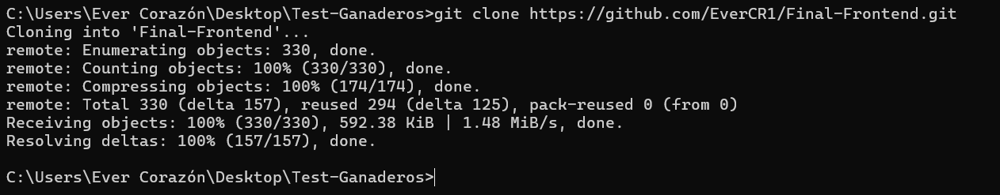 C:\Users\Ever Corazón\Desktop\Test-Ganaderos>git clone https://github.com/EverCR1/Final-Frontend.git
Cloning into 'Final-Frontend'...
remote: Enumerating objects: 330, done.
remote: Counting objects: 100% (330/330), done.
remote: Compressing objects: 100% (174/174), done.
remote: Total 330 (delta 157), reused 294 (delta 125), pack-reused 0 (from 0)
Receiving objects: 100% (330/330), 592.38 KiB | 1.48 MiB/s, done.
Resolving deltas: 100% (157/157), done.
C:\Users\Ever Corazón\Desktop\Test-Ganaderos>